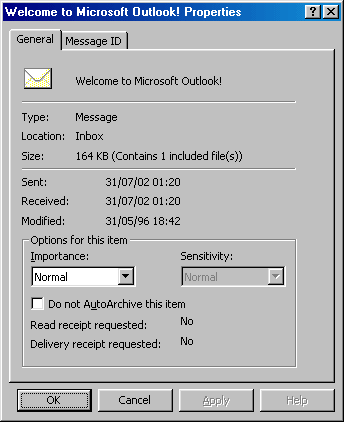 Welcome to Microsoft Outlook! Properties
General Message ID
Welcome to Microsoft Outlook!
Type: Message
Location: Inbox
Size: 164 KB (Contains 1 included file(s))
Sent: 31/07/02 01:20
Received: 31/07/02 01:20
Modified: 31/05/96 18:42
Options for this item
Importance: Sensitivity:
Normal Normal
Do not AutoArchive this item
Read receipt requested: No
Delivery receipt requested: No
OK Cancel Apply Help